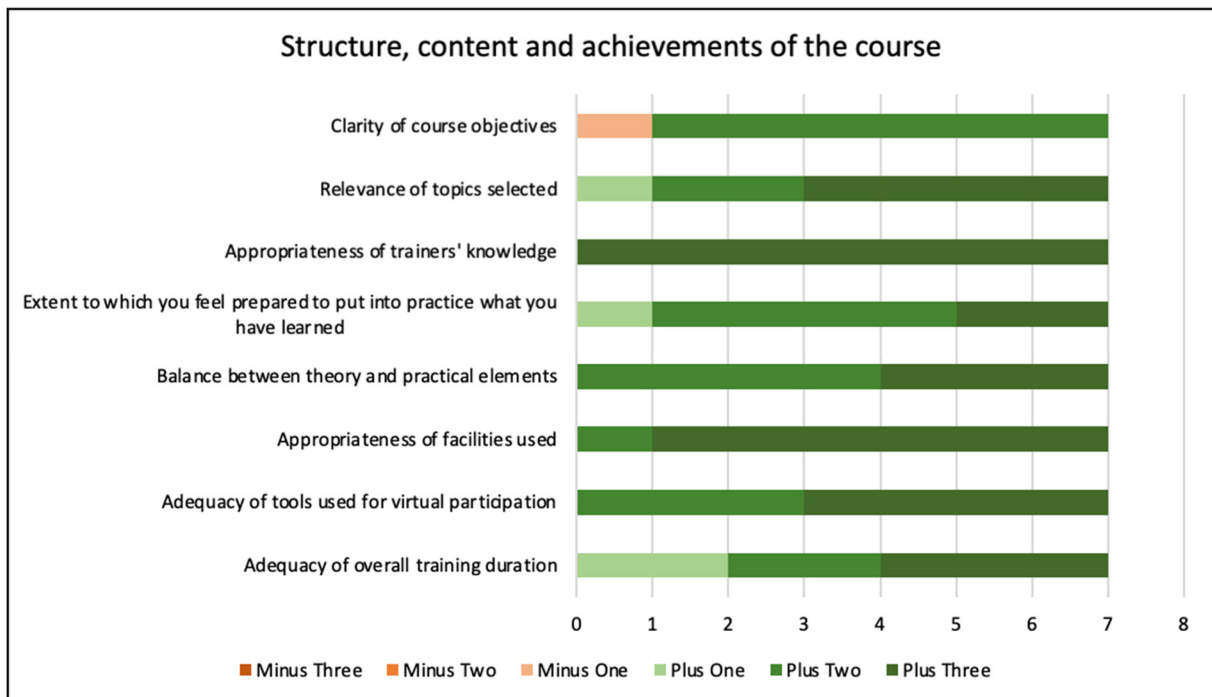 Structure, content and achievements of the course
Clarity of course objectives
Relevance of topics selected
Appropriateness of trainers' knowledge
Extent to which you feel prepared to put into practice what you
have learned
Balance between theory and practical elements
Appropriateness of facilities used
Adequacy of tools used for virtual participation
Adequacy of overall training duration
0 1 2 3 4 5 6 7 8
Minus Three Minus Two Minus One Plus One Plus Two Plus Three